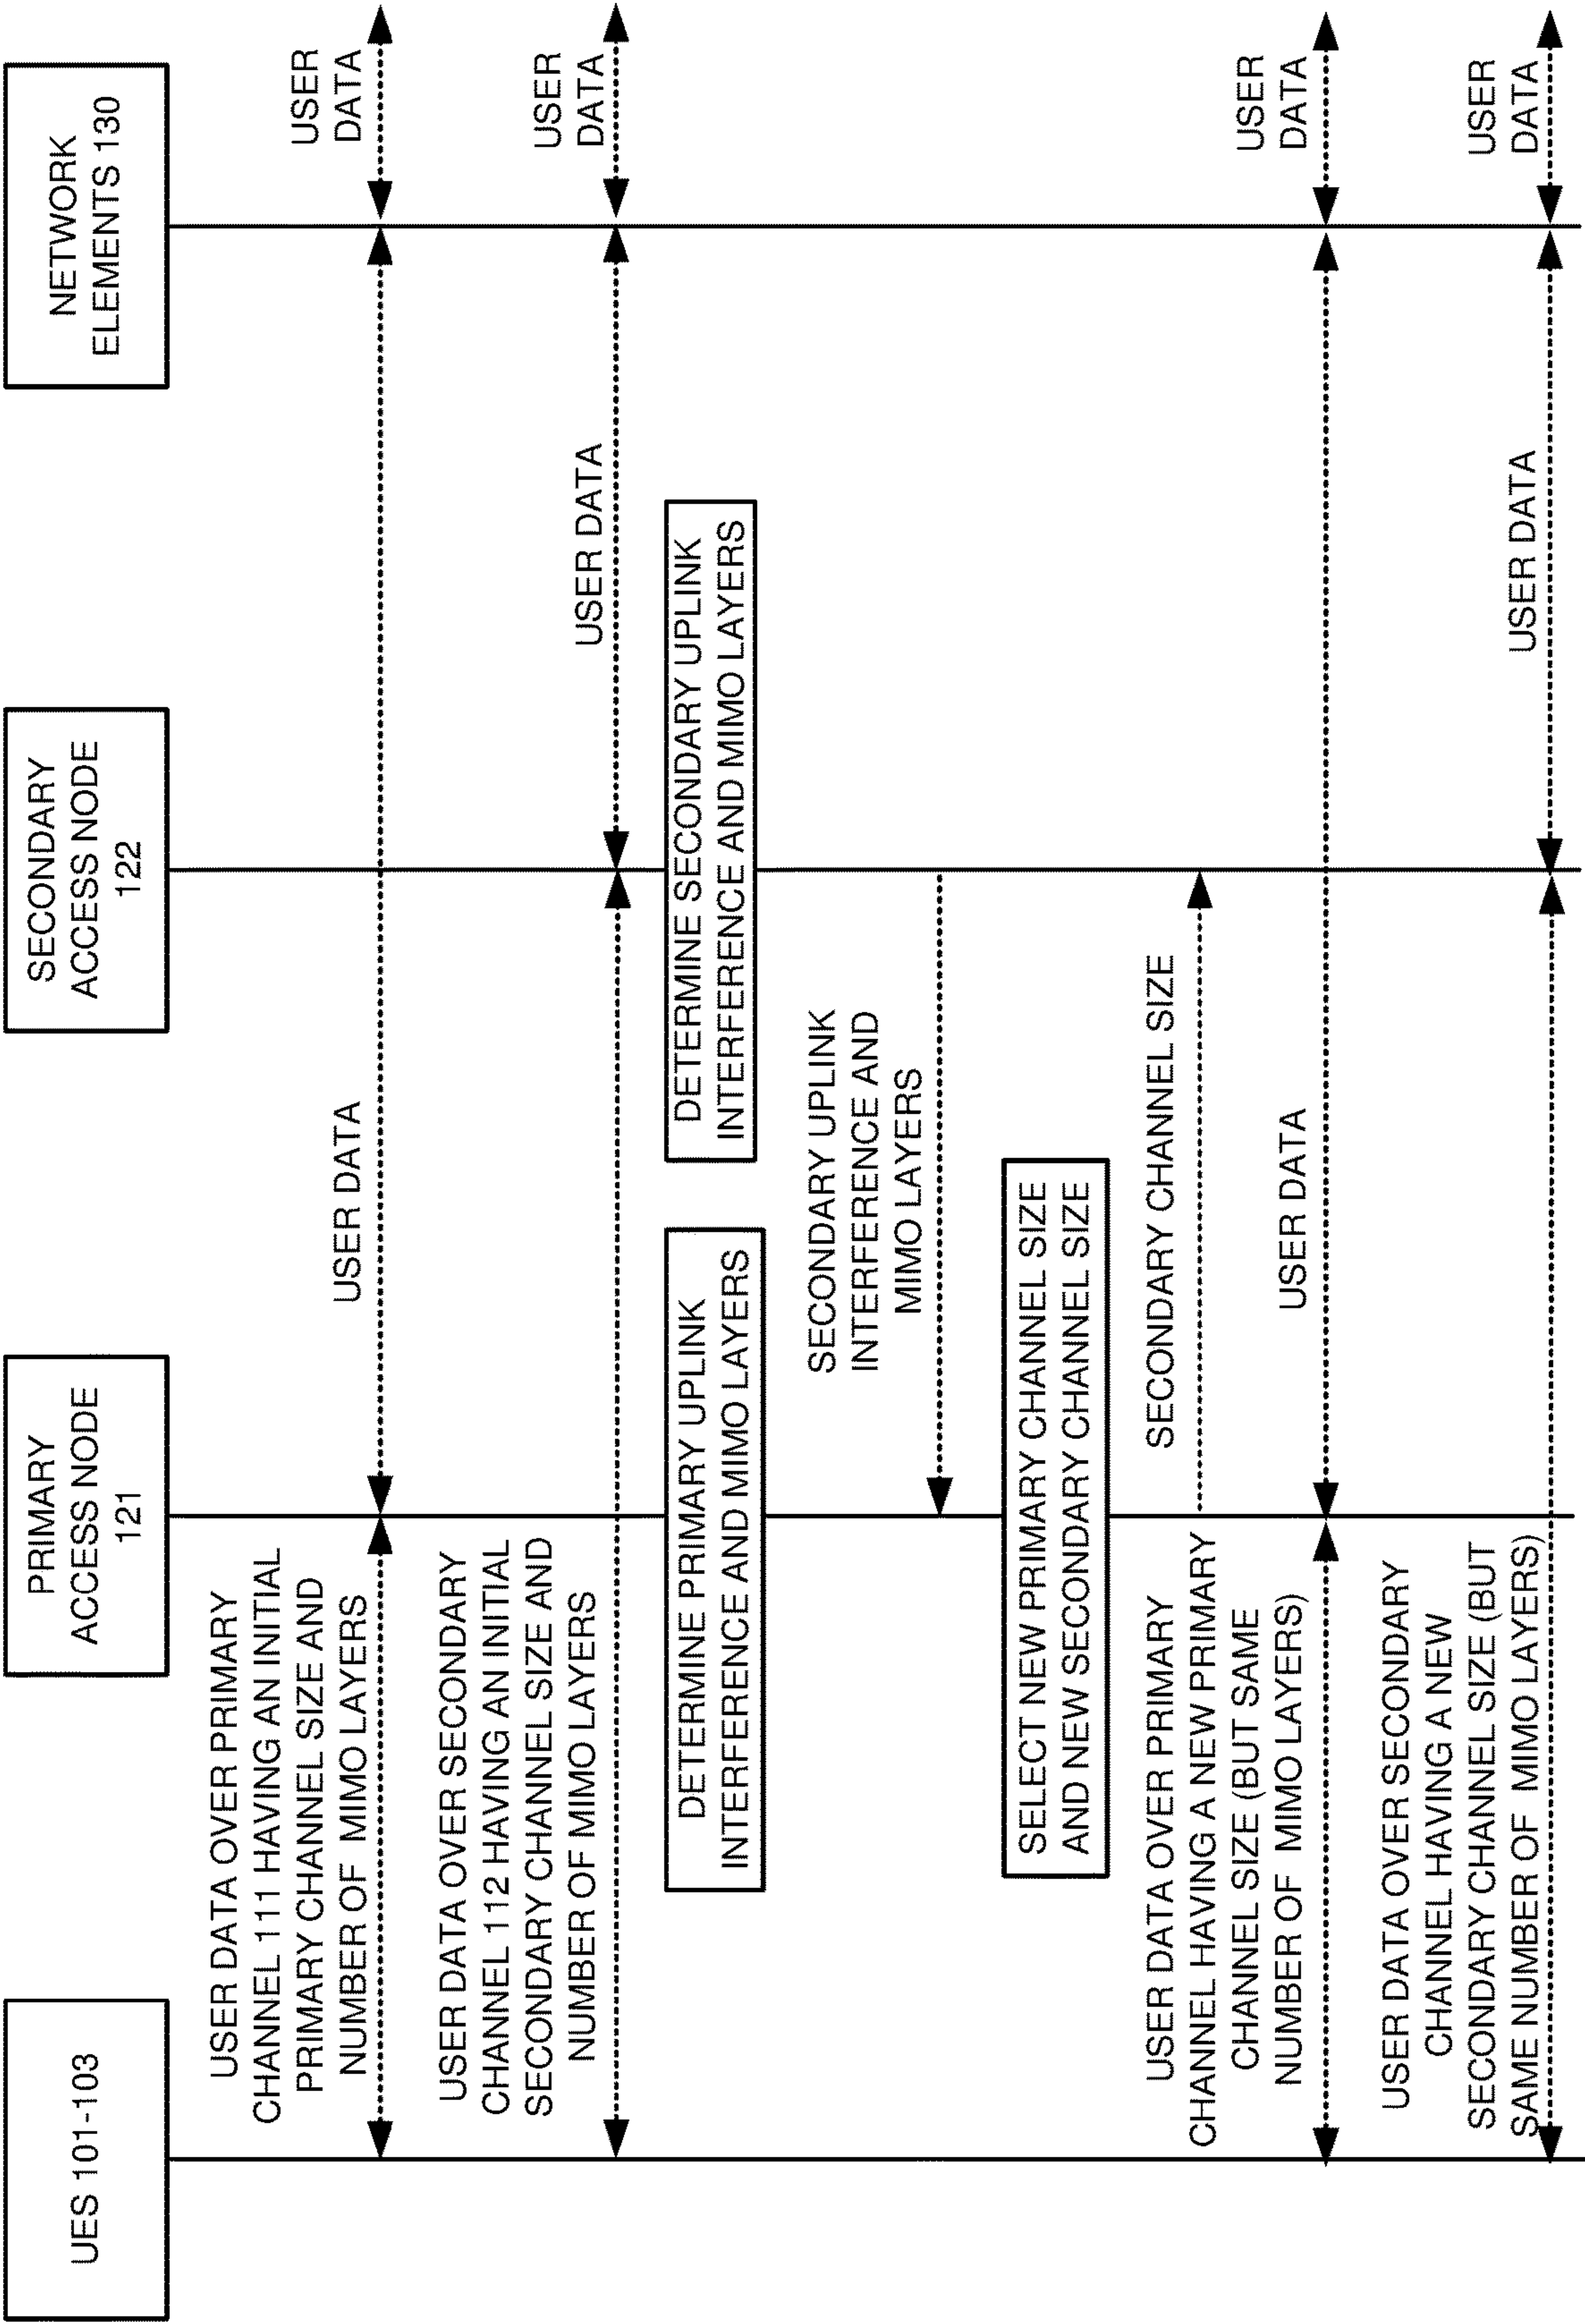 UES 101-103
PRIMARY
ACCESS NODE
121
SECONDARY
ACCESS NODE
122
NETWORK
ELEMENTS 130
USER DATA OVER PRIMARY
CHANNEL 111 HAVING AN INITIAL
PRIMARY CHANNEL SIZE AND
NUMBER OF MIMO LAYERS
USER DATA
USER
DATA
USER DATA OVER SECONDARY
CHANNEL 112 HAVING AN INITIAL
SECONDARY CHANNEL SIZE AND
NUMBER OF MIMO LAYERS
USER DATA
USER
DATA
DETERMINE PRIMARY UPLINK
INTERFERENCE AND MIMO LAYERS
DETERMINE SECONDARY UPLINK
INTERFERENCE AND MIMO LAYERS
SECONDARY UPLINK
INTERFERENCE AND
MIMO LAYERS
SELECT NEW PRIMARY CHANNEL SIZE
AND NEW SECONDARY CHANNEL SIZE
SECONDARY CHANNEL SIZE
USER DATA OVER PRIMARY
CHANNEL HAVING A NEW PRIMARY
CHANNEL SIZE (BUT SAME
NUMBER OF MIMO LAYERS)
USER DATA
USER
DATA
USER DATA OVER SECONDARY
CHANNEL HAVING A NEW
SECONDARY CHANNEL SIZE (BUT
SAME NUMBER OF MIMO LAYERS)
USER DATA
USER
DATA